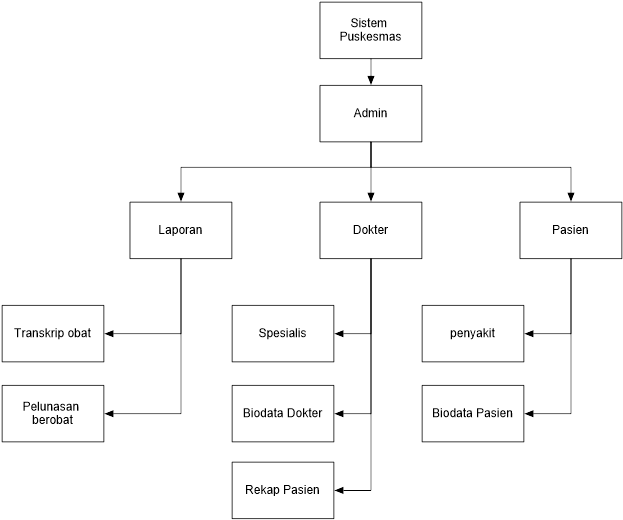 Sistem
Puskesmas
Admin
Laporan
Dokter
Pasien
Transkrip obat
Spesialis
penyakit
Pelunasan
berobat
Biodata Dokter
Biodata Pasien
Rekap Pasien